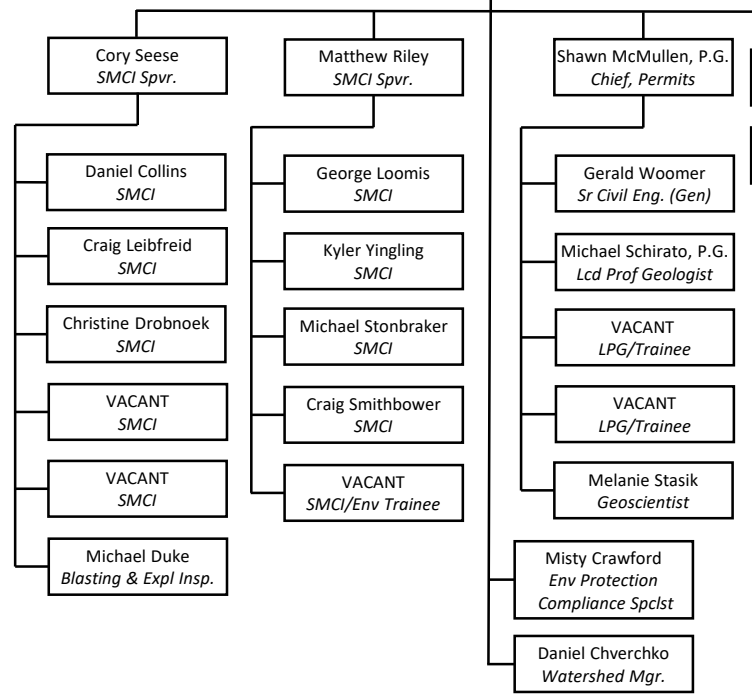 Cory Seese
SMCI Spvr.
Daniel Collins
SMCI
Craig Leibfreid
SMCI
Christine Drobnoek
SMCI
VACANT
SMCI
VACANT
SMCI
Michael Duke
Blasting & Expl Insp.
Matthew Riley
SMCI Spvr.
George Loomis
SMCI
Kyler Yingling
SMCI
Michael Stonbraker
SMCI
Craig Smithbower
SMCI
VACANT
SMCI/Env Trainee
Shawn McMullen, P.G.
Chief, Permits
Gerald Woomer
Sr Civil Eng. (Gen)
Michael Schirato, P.G.
Lcd Prof Geologist
VACANT
LPG/Trainee
VACANT
LPG/Trainee
Melanie Stasik
Geoscientist
Misty Crawford
Env Protection
Compliance Spclst
Daniel Chverchko
Watershed Mgr.